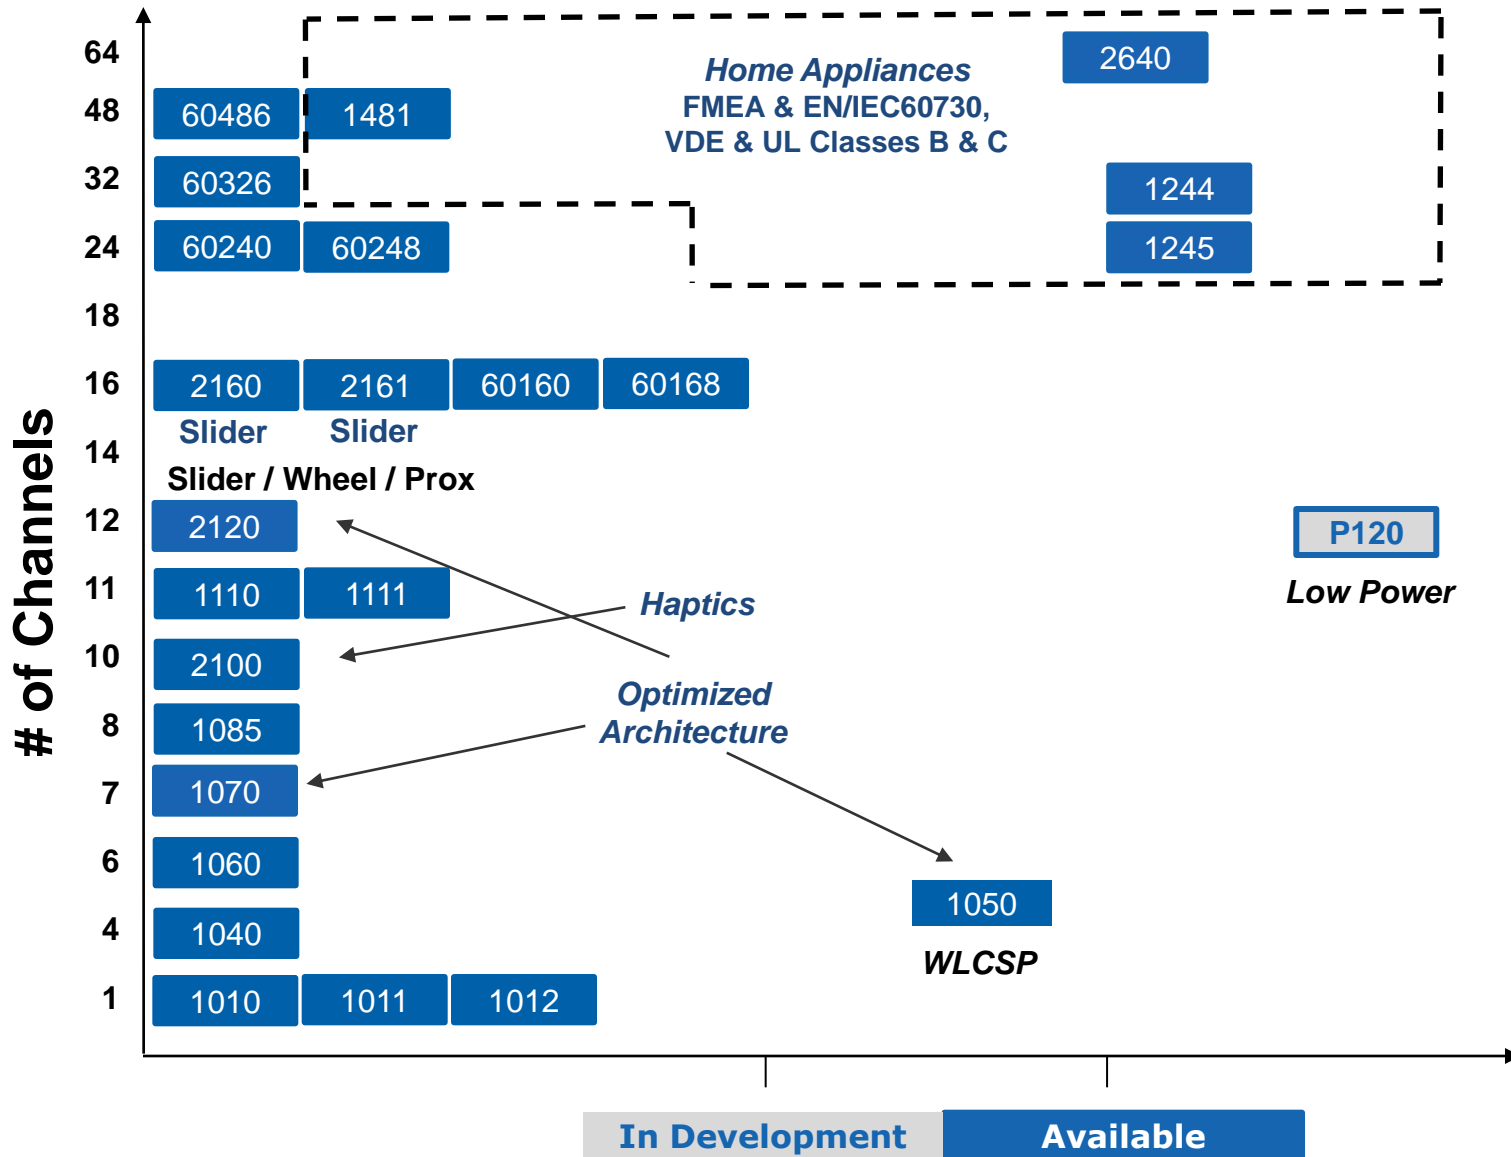 64
2640
Home Appliances
FMEA & EN/IEC60730,
VDE & UL Classes B & C
48
60486
1481
32
60326
1244
24
60240
60248
1245
18
16
2160
2161
60160
60168
Slider
Slider
14
Slider / Wheel / Prox
12
2120
P120
Low Power
11
1110
1111
Haptics
10
2100
Optimized
Architecture
8
1085
7
1070
6
1060
1050
WLCSP
4
1040
1
1010
1011
1012
# of Channels
In Development
Available